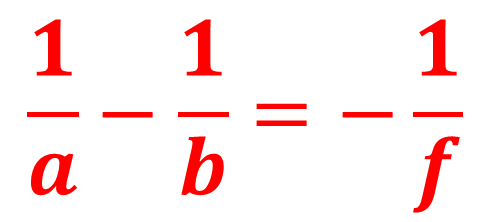 1/a − 1/b = − 1/f